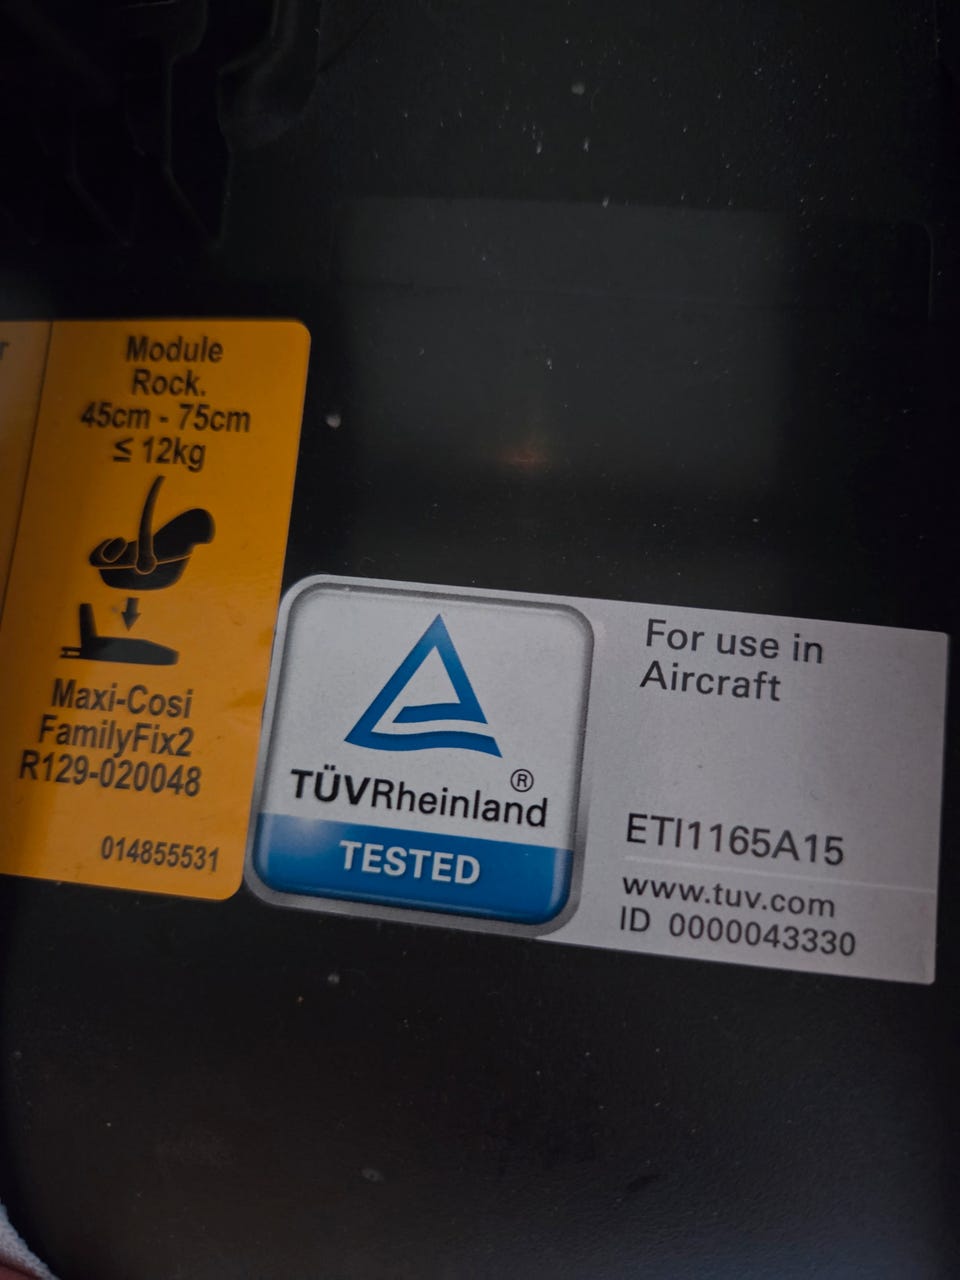 r
Module
Rock.
45cm - 75cm
≤ 12kg
Maxi-Cosi
FamilyFix2
R129-020048
014855531
TÜVRheinland®
TESTED
For use in
Aircraft
ETI1165A15
www.tuv.com
ID 0000043330